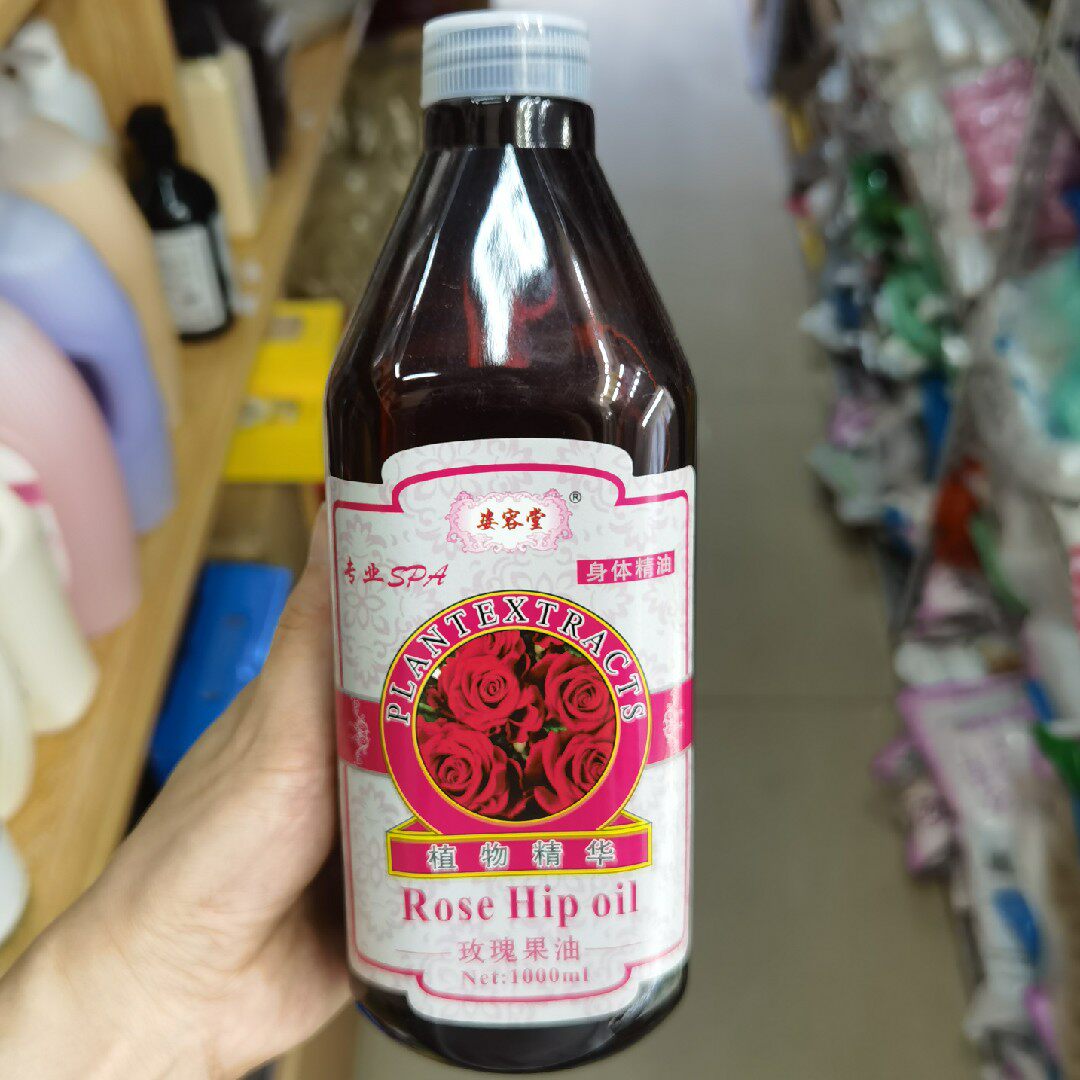 姿容堂®
专业SPA
身体精油
PLANTEXTRACTS
植物精华
Rose Hip oil
玫瑰果油
Net:1000ml